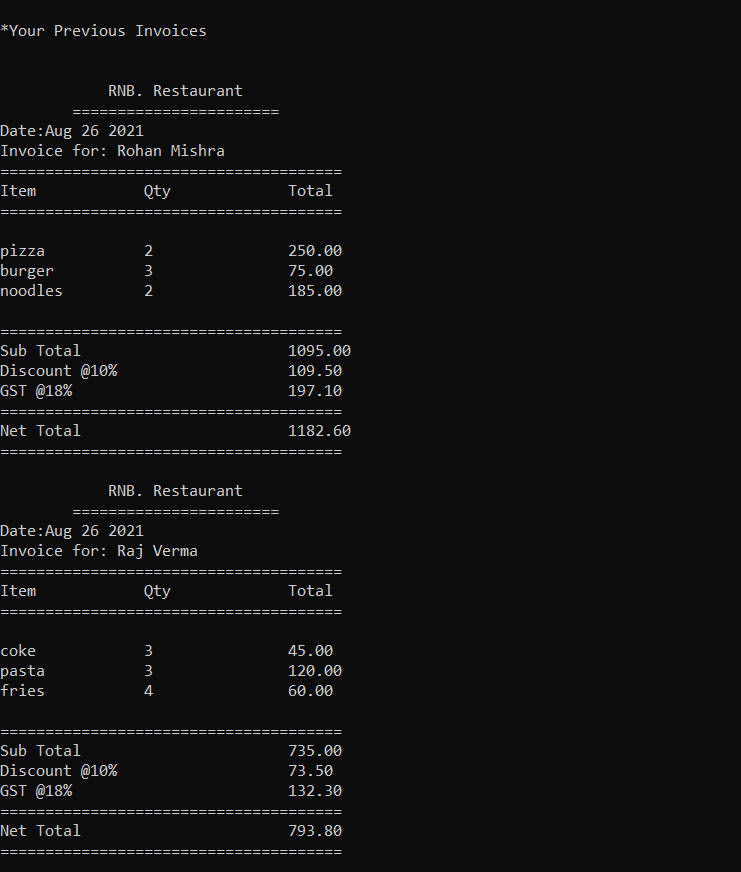 *Your Previous Invoices
RNB. Restaurant
=======================
Date:Aug 26 2021
Invoice for: Rohan Mishra
======================================
Item Qty Total
======================================
pizza 2 250.00
burger 3 75.00
noodles 2 185.00
======================================
Sub Total 1095.00
Discount @10% 109.50
GST @18% 197.10
======================================
Net Total 1182.60
======================================
RNB. Restaurant
=======================
Date:Aug 26 2021
Invoice for: Raj Verma
======================================
Item Qty Total
======================================
coke 3 45.00
pasta 3 120.00
fries 4 60.00
======================================
Sub Total 735.00
Discount @10% 73.50
GST @18% 132.30
======================================
Net Total 793.80
======================================